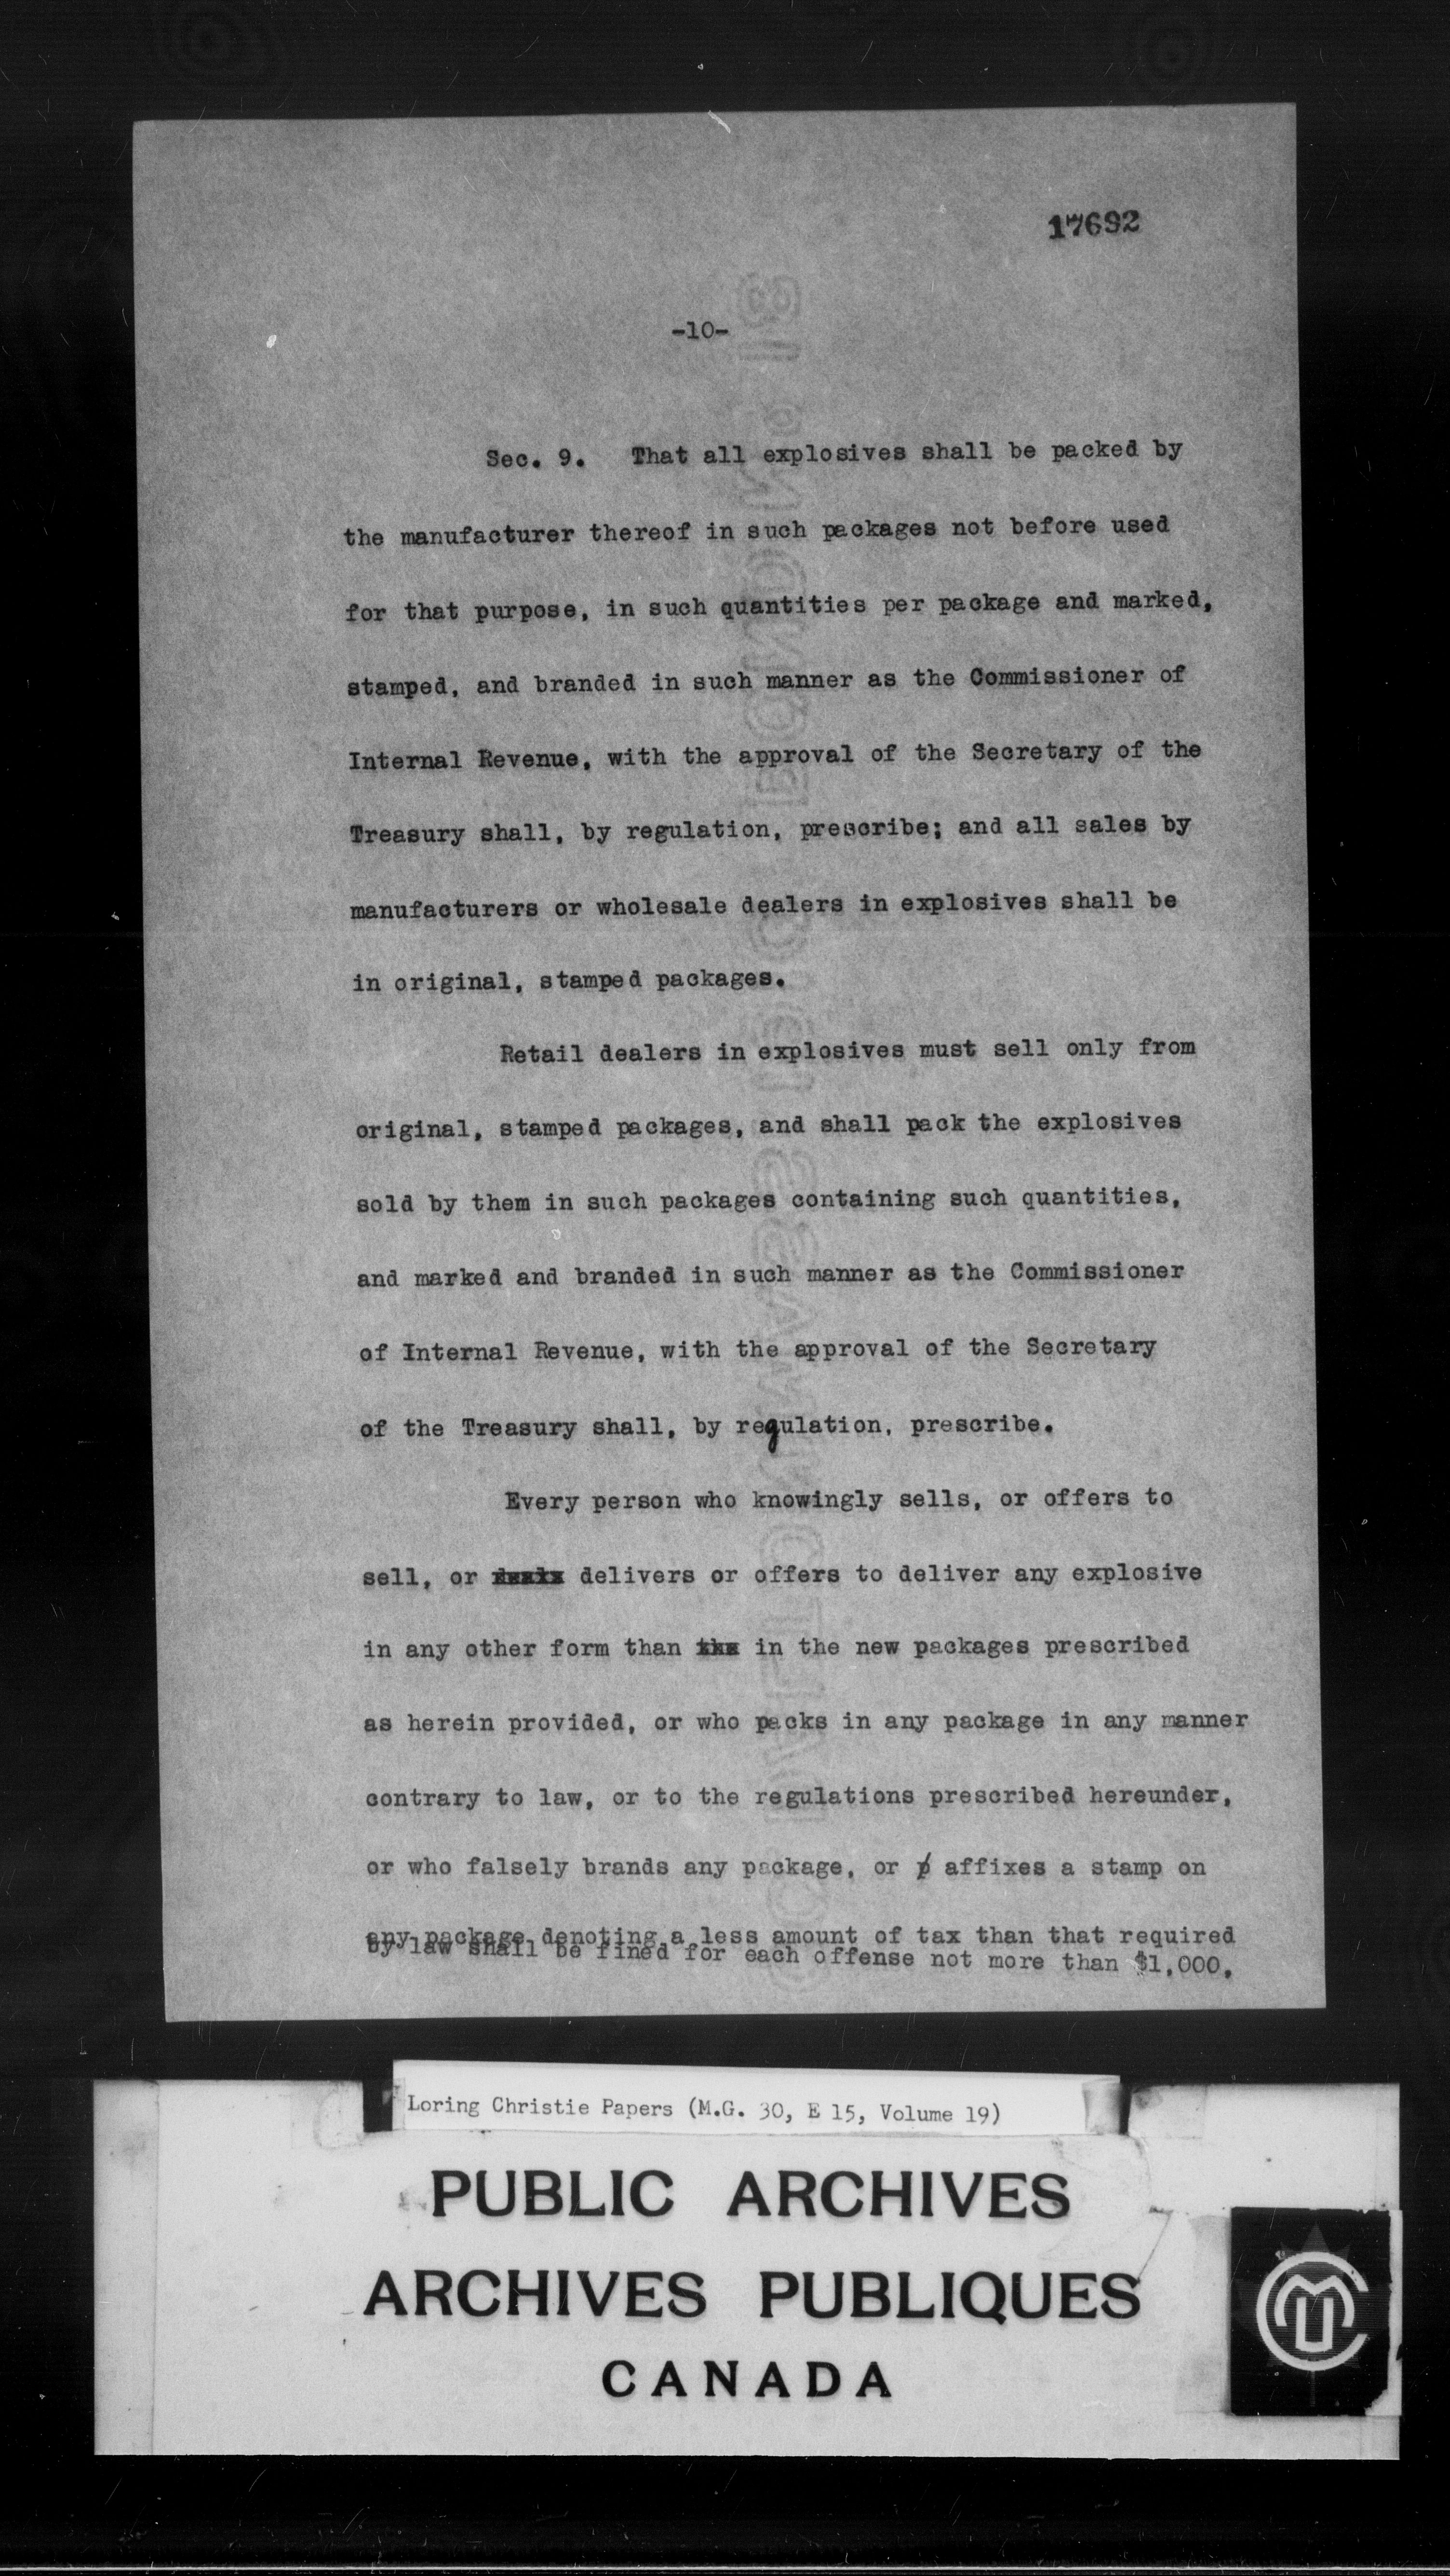 17692
-10-
Sec. 9. That all explosives shall be packed by
the manufacturer thereof in such packages not before used
for that purpose, in such quantities per package and marked,
stamped, and branded in such manner as the Commissioner of
Internal Revenue, with the approval of the Secretary of the
Treasury shall, by regulation, prescribe; and all sales by
manufacturers or wholesale dealers in explosives shall be
in original, stamped packages.
Retail dealers in explosives must sell only from
original, stamped packages, and shall pack the explosives
sold by them in such packages containing such quantities,
and marked and branded in such manner as the Commissioner
of Internal Revenue, with the approval of the Secretary
of the Treasury shall, by regulation, prescribe.
Every person who knowingly sells, or offers to
sell, or delivers or offers to deliver any explosive
in any other form than in the new packages prescribed
as herein provided, or who packs in any package in any manner
contrary to law, or to the regulations prescribed hereunder,
or who falsely brands any package, or affixes a stamp on
any package denoting a less amount of tax than that required
by law shall be fined for each offense not more than $1,000,
Loring Christie Papers (M.G. 30, E 15, Volume 19)
PUBLIC ARCHIVES
ARCHIVES PUBLIQUES
CANADA